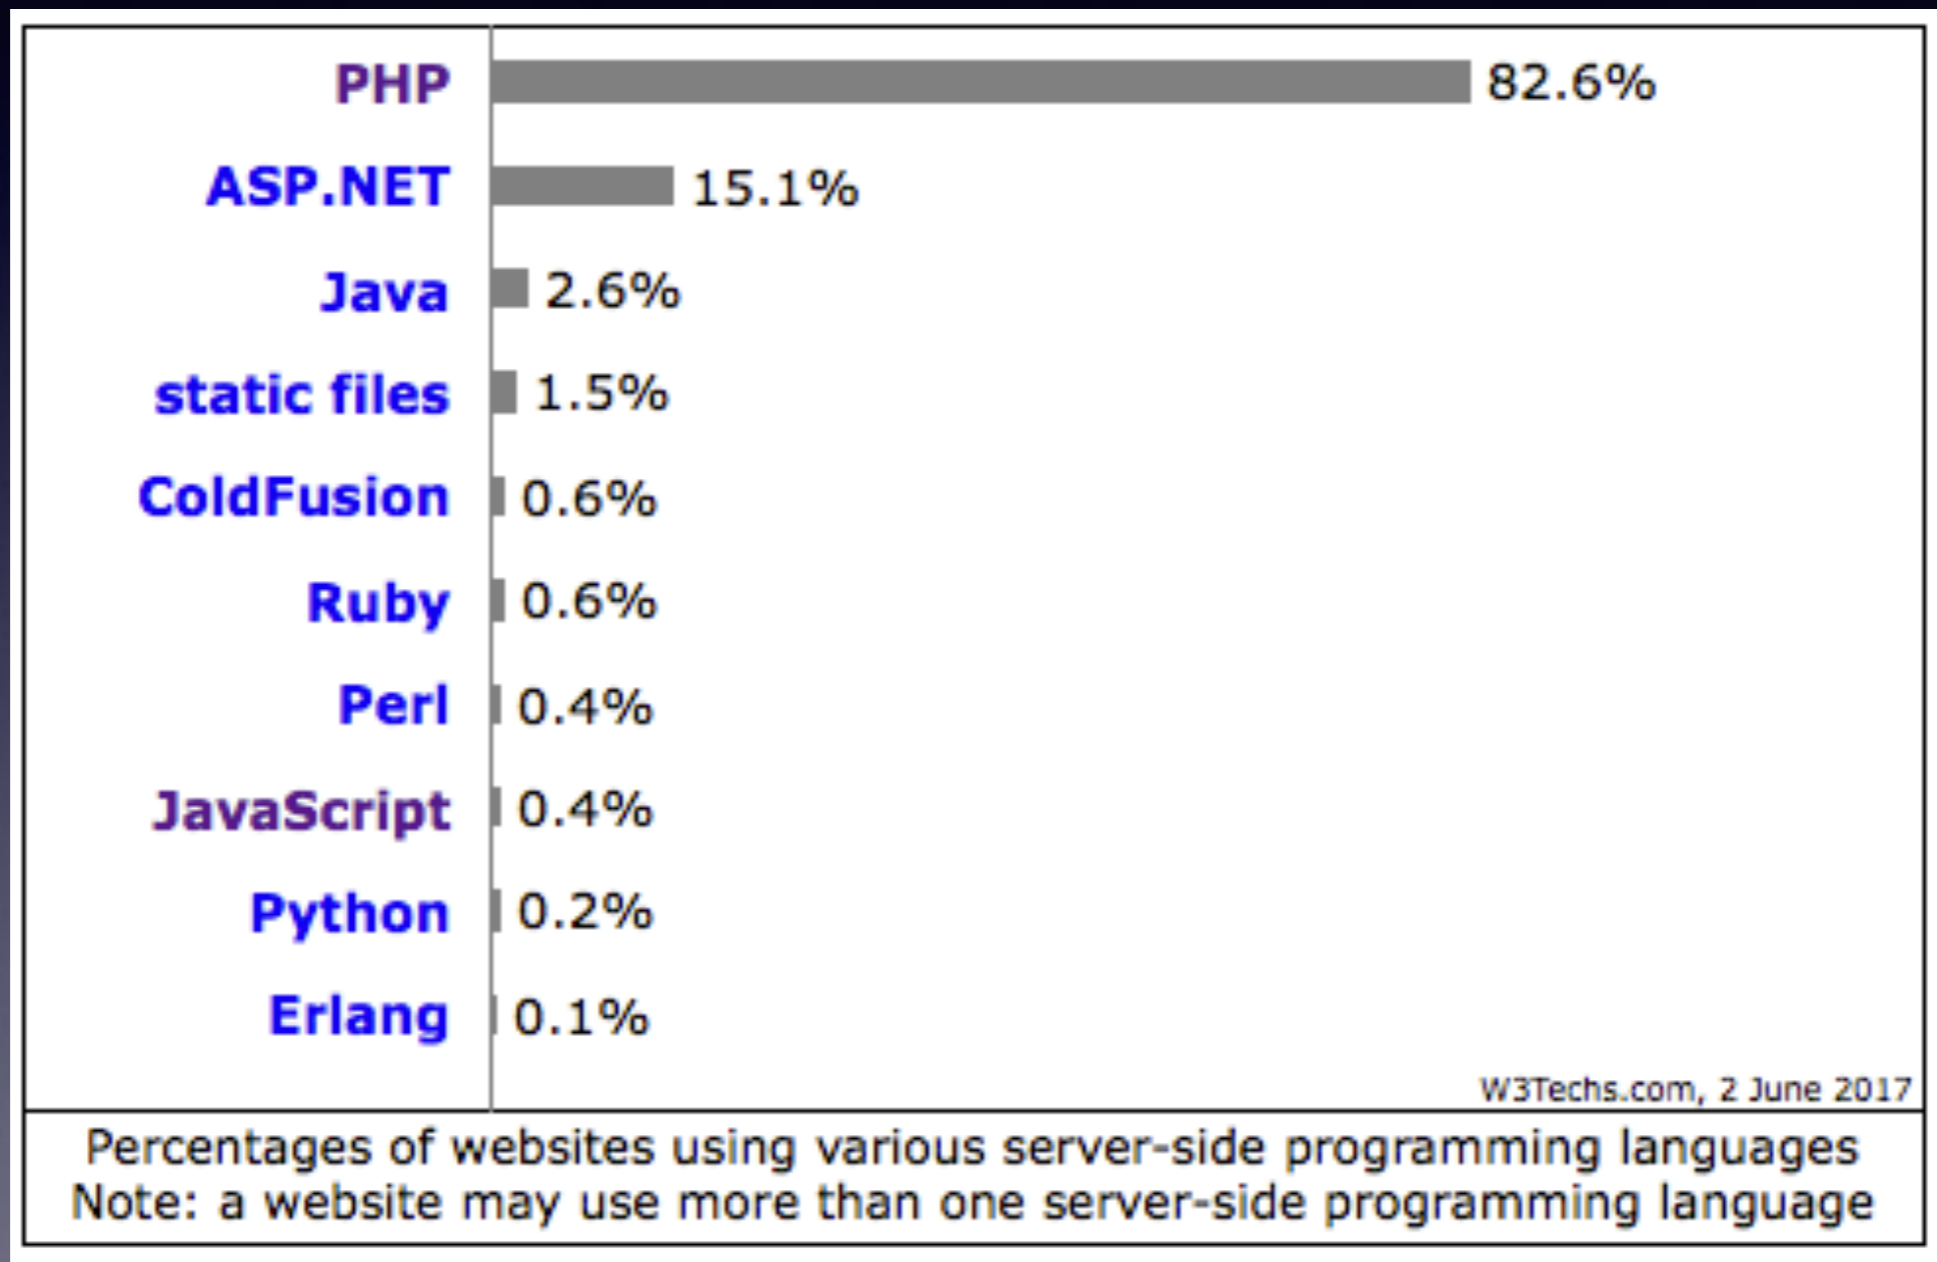 PHP 82.6%
ASP.NET 15.1%
Java 2.6%
static files 1.5%
ColdFusion 0.6%
Ruby 0.6%
Perl 0.4%
JavaScript 0.4%
Python 0.2%
Erlang 0.1%
W3Techs.com, 2 June 2017
Percentages of websites using various server-side programming languages
Note: a website may use more than one server-side programming language